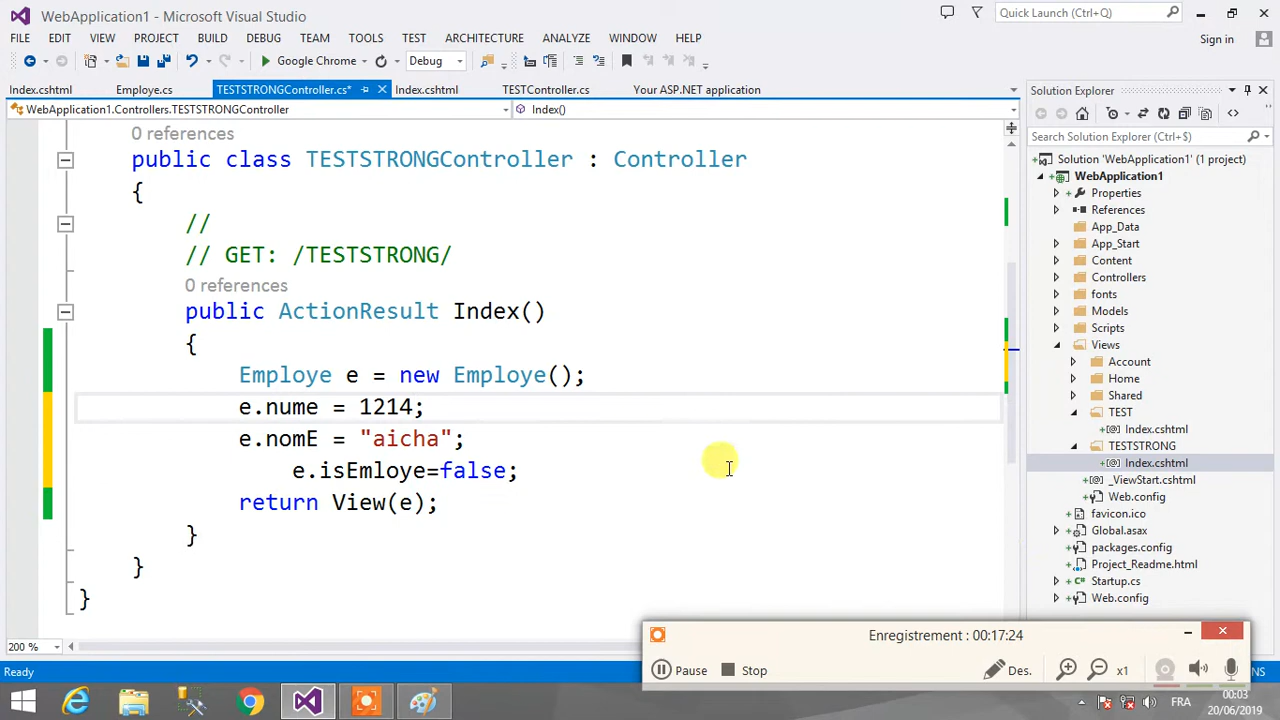 WebApplication1 - Microsoft Visual Studio
Quick Launch (Ctrl+Q)
FILE EDIT VIEW PROJECT BUILD DEBUG TEAM TOOLS TEST ARCHITECTURE ANALYZE WINDOW HELP
Sign in
Google Chrome Debug
Index.cshtml Employe.cs TESTSTRONGController.cs* Index.cshtml TESTController.cs Your ASP.NET application
WebApplication1.Controllers.TESTSTRONGController Index()
0 references
public class TESTSTRONGController : Controller
{
//
// GET: /TESTSTRONG/
0 references
public ActionResult Index()
{
Employe e = new Employe();
e.nume = 1214;
e.nomE = "aicha";
e.isEmloye=false;
return View(e);
}
}
}
200 %
Ready
Solution Explorer
Search Solution Explorer (Ctrl+$)
Solution 'WebApplication1' (1 project)
WebApplication1
Properties
References
App_Data
App_Start
Content
Controllers
fonts
Models
Scripts
Views
Account
Home
Shared
TEST
Index.cshtml
TESTSTRONG
Index.cshtml
_ViewStart.cshtml
Web.config
favicon.ico
Global.asax
packages.config
Project_Readme.html
Startup.cs
Web.config
Enregistrement : 00:17:24
Pause Stop Des. x1
NS
FRA
00:03
20/06/2019